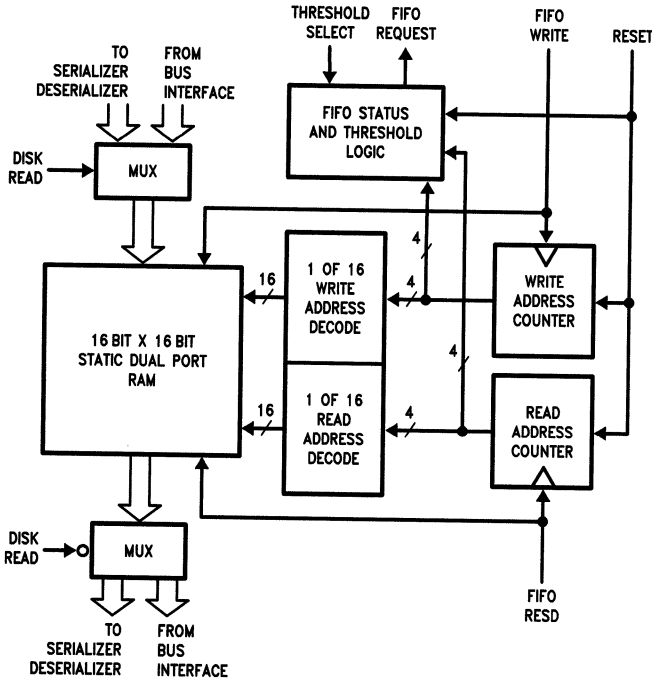 THRESHOLD
SELECT
FIFO
REQUEST
FIFO
WRITE
RESET
TO
SERIALIZER
DESERIALIZER
FROM
BUS
INTERFACE
FIFO STATUS
AND THRESHOLD
LOGIC
DISK
READ
MUX
4
16
1 OF 16
WRITE
ADDRESS
DECODE
4
WRITE
ADDRESS
COUNTER
16 BIT X 16 BIT
STATIC DUAL PORT
RAM
4
16
1 OF 16
READ
ADDRESS
DECODE
4
READ
ADDRESS
COUNTER
DISK
READ
MUX
FIFO
RESD
TO
SERIALIZER
DESERIALIZER
FROM
BUS
INTERFACE